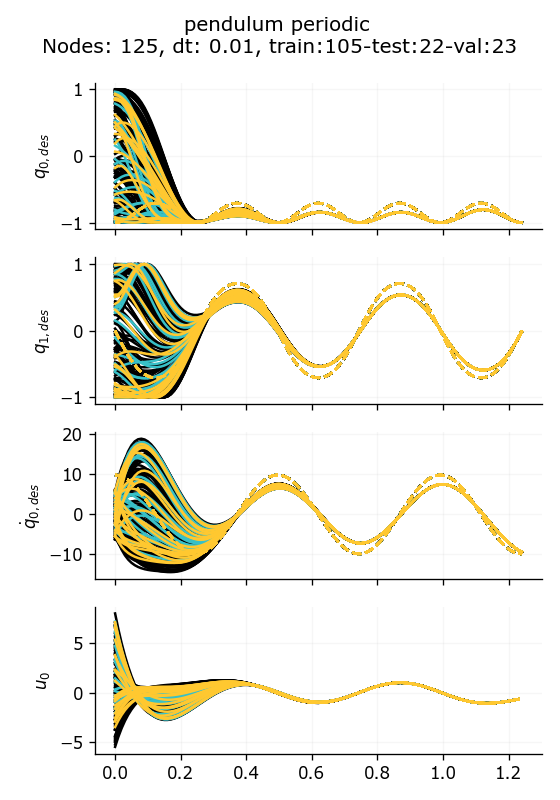 pendulum periodic
Nodes: 125, dt: 0.01, train:105-test:22-val:23
1
0
−1
q0, des
1
0
−1
q1, des
20
10
0
−10
q̇0, des
5
0
−5
u0
0.0 0.2 0.4 0.6 0.8 1.0 1.2